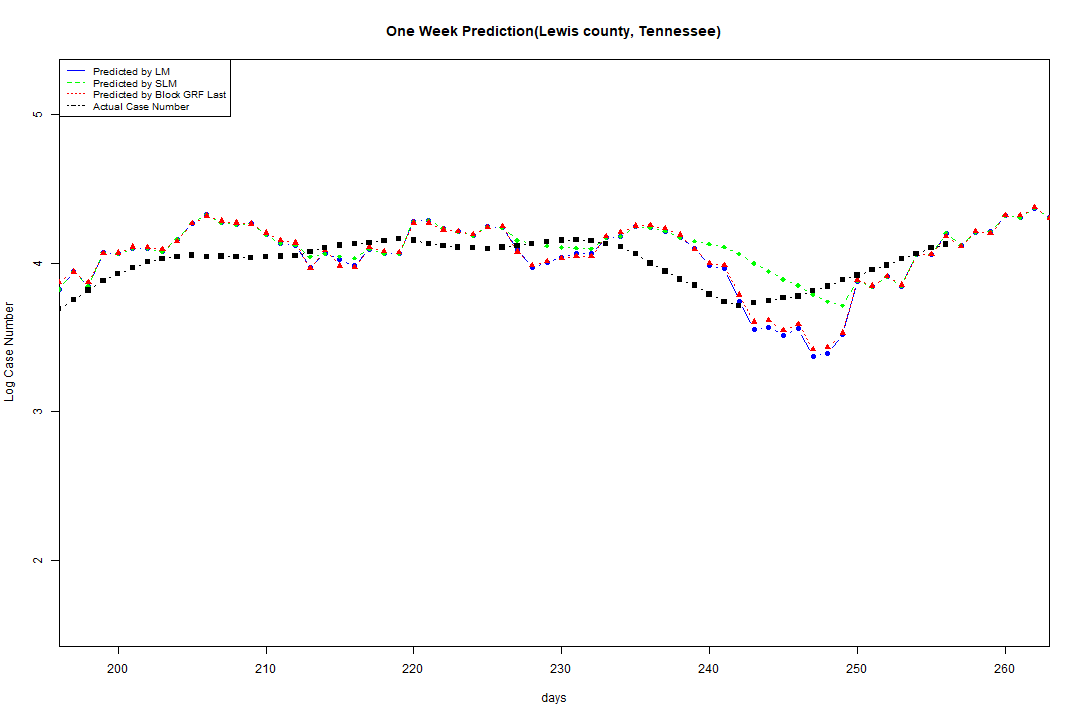 One Week Prediction(Lewis county, Tennessee)
Predicted by LM
Predicted by SLM
Predicted by Block GRF Last
Actual Case Number
5
4
3
2
Log Case Number
200 210 220 230 240 250 260
days